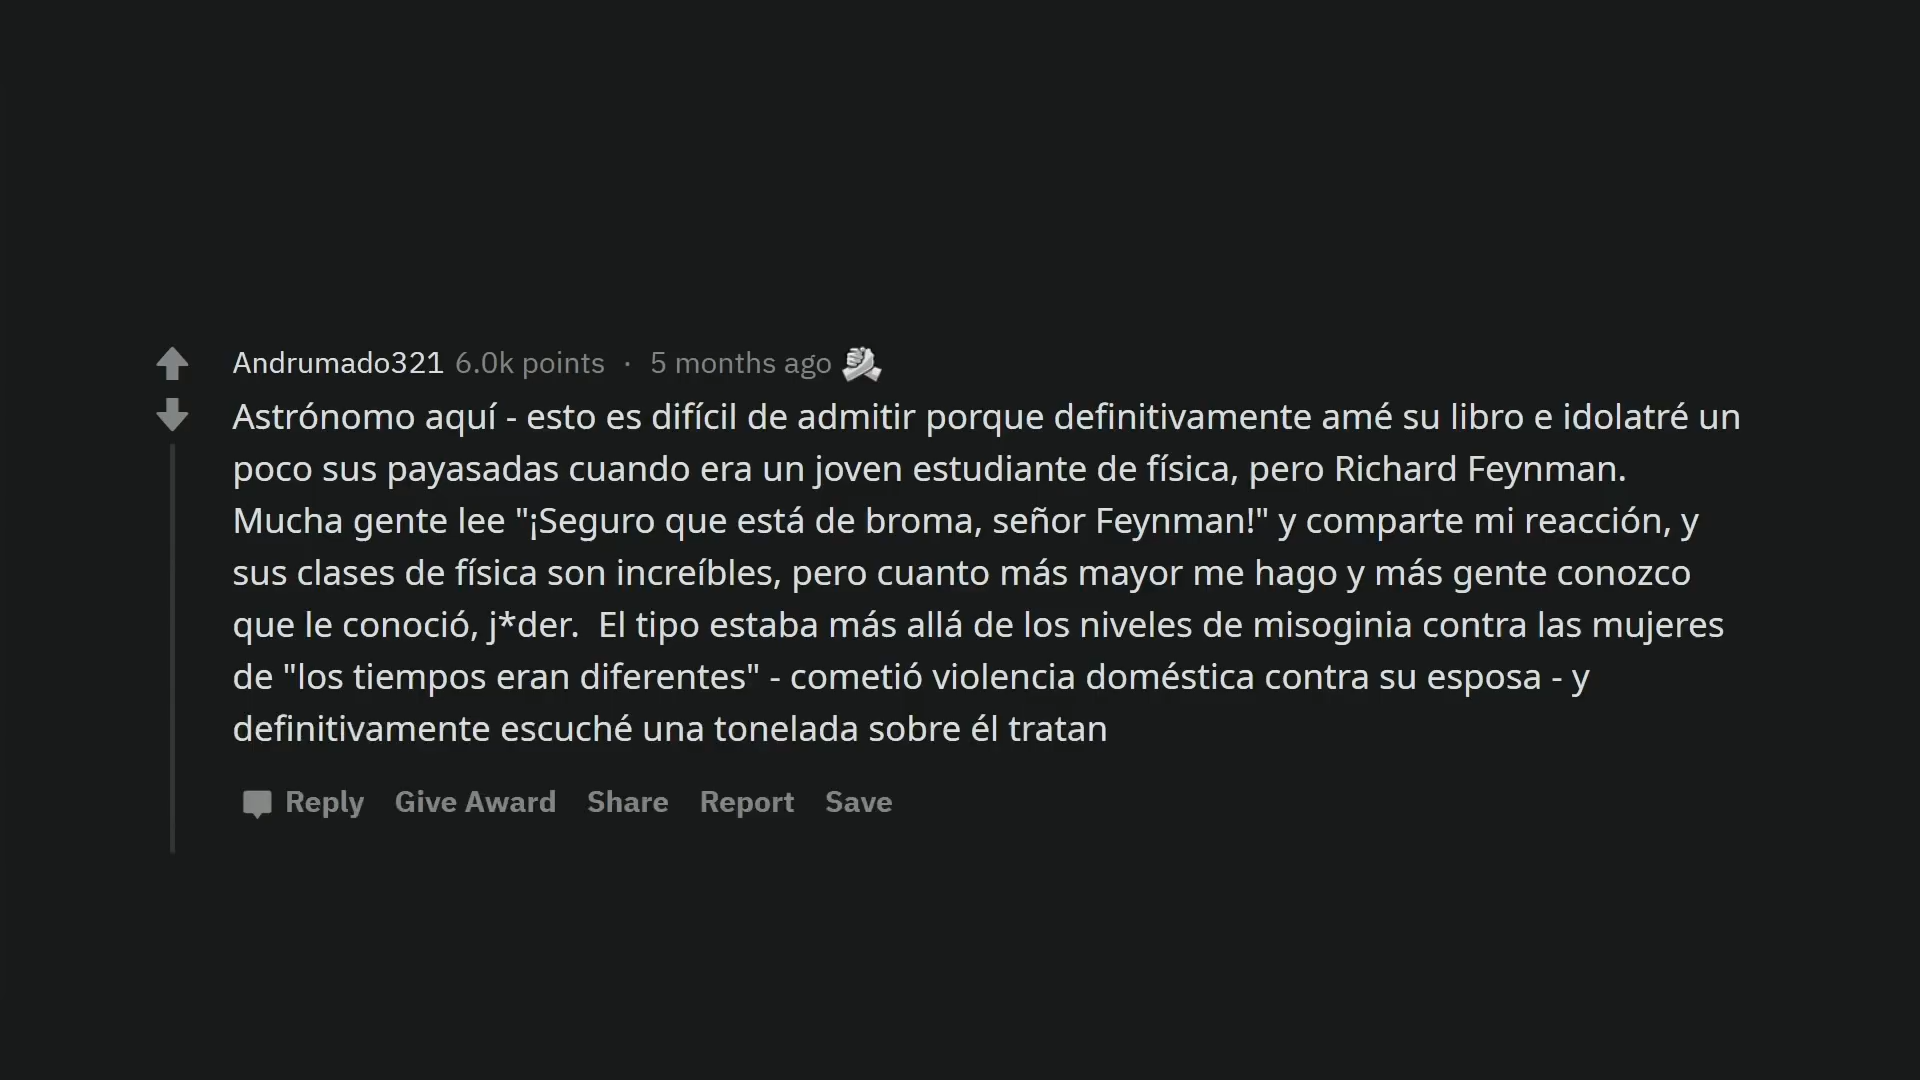 Andrumado321 6.0k points · 5 months ago
Astrónomo aquí - esto es difícil de admitir porque definitivamente amé su libro e idolatré un
poco sus payasadas cuando era un joven estudiante de física, pero Richard Feynman.
Mucha gente lee "¡Seguro que está de broma, señor Feynman!" y comparte mi reacción, y
sus clases de física son increíbles, pero cuanto más mayor me hago y más gente conozco
que le conoció, j*der.  El tipo estaba más allá de los niveles de misoginia contra las mujeres
de "los tiempos eran diferentes" - cometió violencia doméstica contra su esposa - y
definitivamente escuché una tonelada sobre él tratan
Reply Give Award Share Report Save